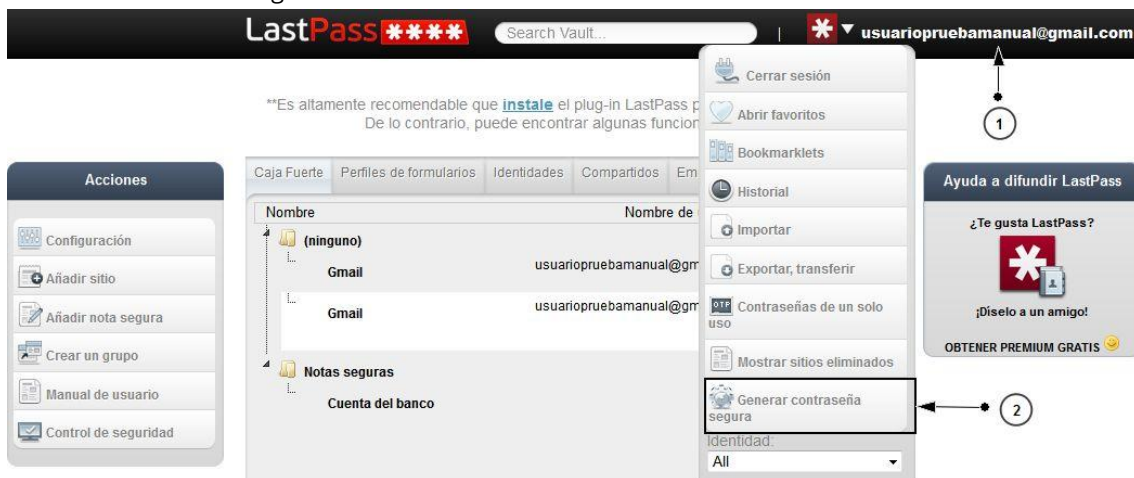 LastPass ****
Search Vault...
usuariopruebamanual@gmail.com
**Es altamente recomendable que instale el plug-in LastPass
De lo contrario, puede encontrar algunas
1
Acciones
Configuración
Añadir sitio
Añadir nota segura
Crear un grupo
Manual de usuario
Control de seguridad
Caja Fuerte Perfiles de formularios Identidades Compartidos
Nombre Nombre de
(ninguno)
Gmail usuariopruebamanual@gm
Gmail usuariopruebamanual@gm
Notas seguras
Cuenta del banco
Cerrar sesión
Abrir favoritos
Bookmarklets
Historial
Importar
Exportar, transferir
OTP Contraseñas de un solo
uso
Mostrar sitios eliminados
Generar contraseña
segura
2
Identidad:
All
Ayuda a difundir LastPass
¿Te gusta LastPass?
¡Díselo a un amigo!
OBTENER PREMIUM GRATIS